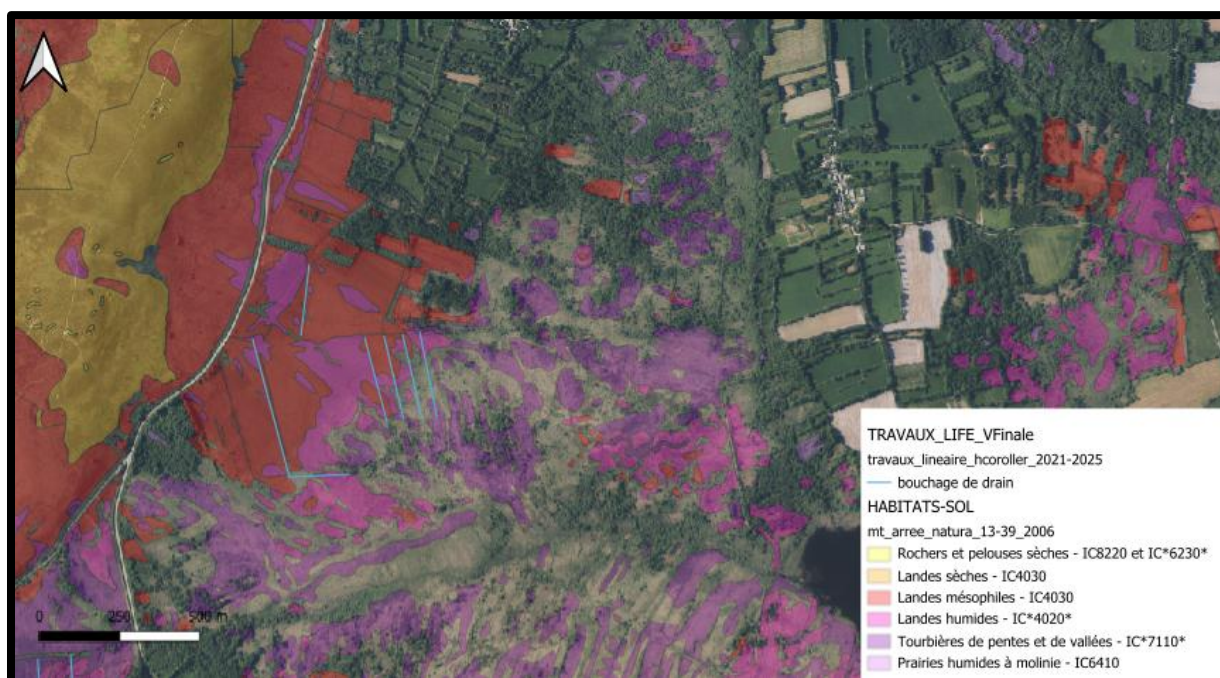 TRAVAUX_LIFE_VFinale
travaux_lineaire_hcoroller_2021-2025
bouchage de drain
HABITATS-SOL
mt_arree_natura_13-39_2006
Rochers et pelouses sèches - IC8220 et IC*6230*
Landes sèches - IC4030
Landes mésophiles - IC4030
Landes humides - IC*4020*
Tourbières de pentes et de vallées - IC*7110*
Prairies humides à molinie - IC6410
0 250 500 m